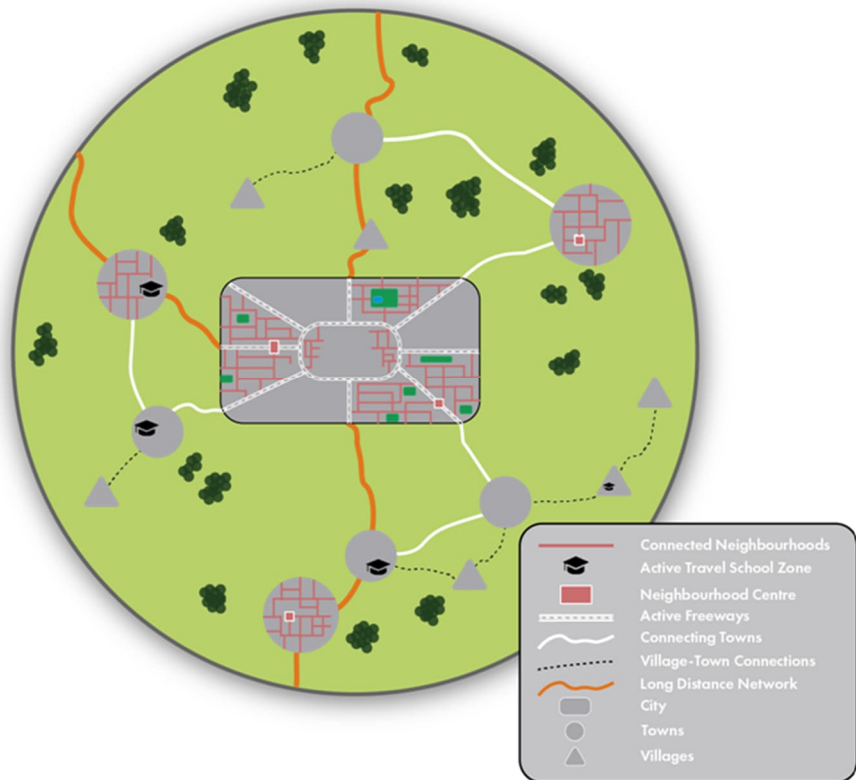 Connected Neighbourhoods
Active Travel School Zone
Neighbourhood Centre
Active Freeways
Connecting Towns
Village-Town Connections
Long Distance Network
City
Towns
Villages